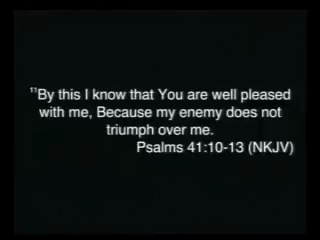 ¹¹By this I know that You are well pleased
with me, Because my enemy does not
triumph over me.
Psalms 41:10-13 (NKJV)